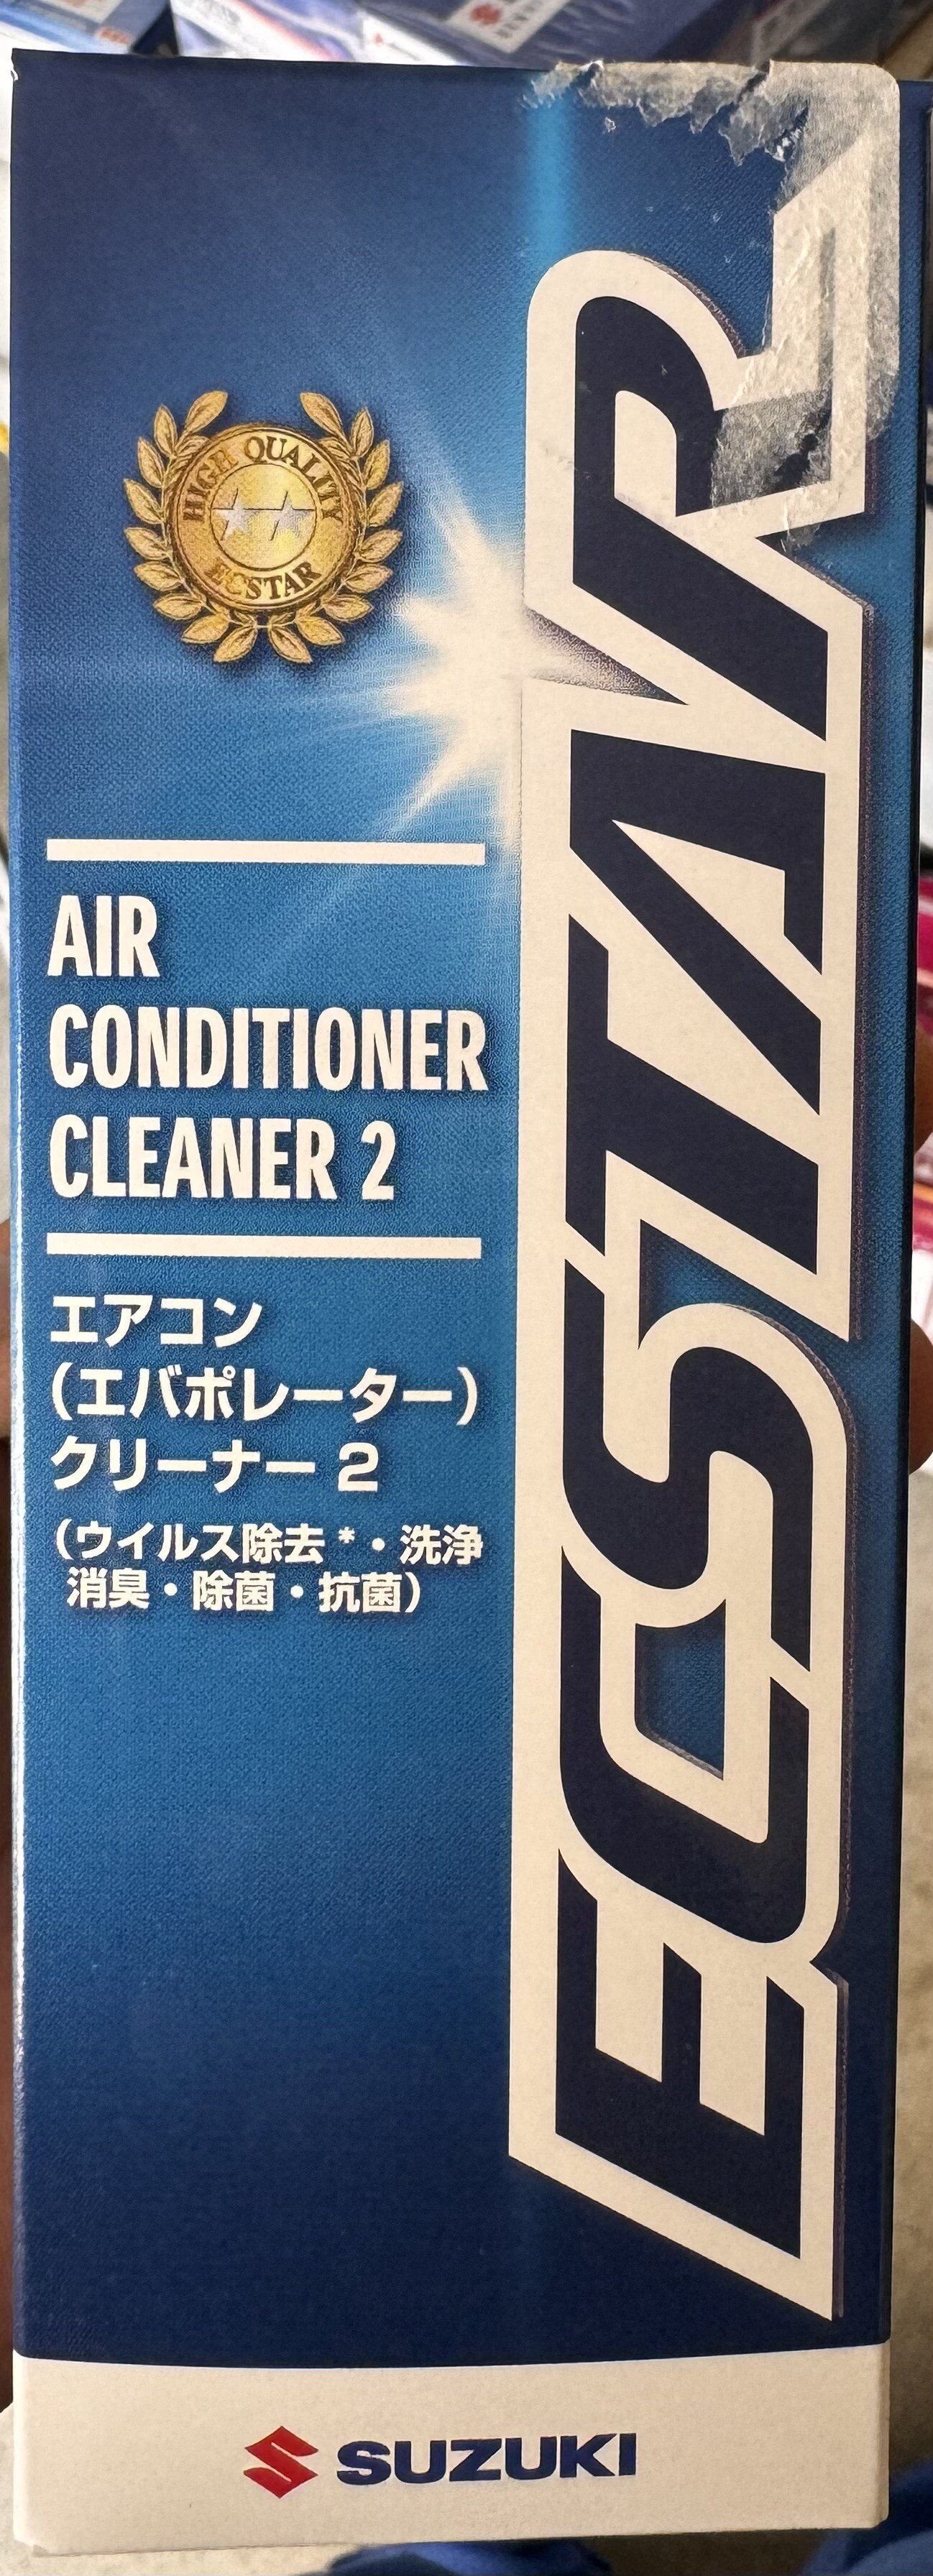 HIGH QUALITY
ECSTAR
ECSTAR
AIR
CONDITIONER
CLEANER 2
エアコン
(エバポレーター)
クリーナー 2
(ウイルス除去*・洗浄
消臭・除菌・抗菌)
SUZUKI